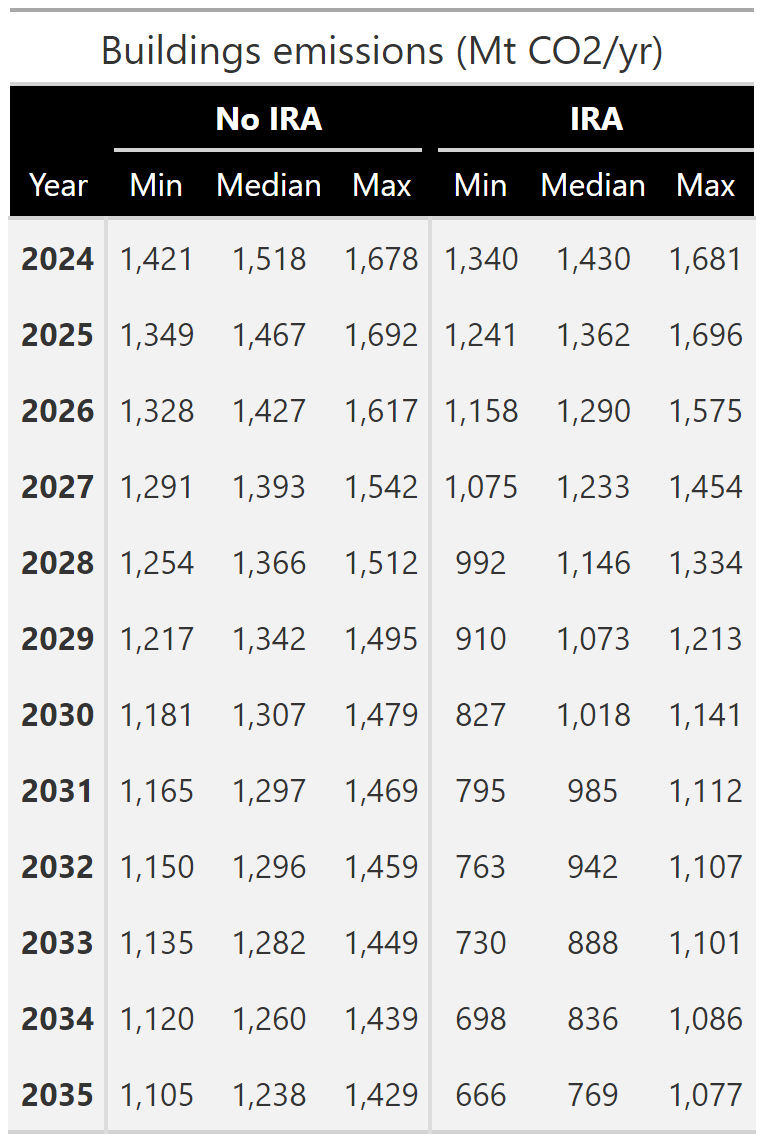 Buildings emissions (Mt CO2/yr)
No IRA IRA
Year Min Median Max Min Median Max
2024 1,421 1,518 1,678 1,340 1,430 1,681
2025 1,349 1,467 1,692 1,241 1,362 1,696
2026 1,328 1,427 1,617 1,158 1,290 1,575
2027 1,291 1,393 1,542 1,075 1,233 1,454
2028 1,254 1,366 1,512 992 1,146 1,334
2029 1,217 1,342 1,495 910 1,073 1,213
2030 1,181 1,307 1,479 827 1,018 1,141
2031 1,165 1,297 1,469 795 985 1,112
2032 1,150 1,296 1,459 763 942 1,107
2033 1,135 1,282 1,449 730 888 1,101
2034 1,120 1,260 1,439 698 836 1,086
2035 1,105 1,238 1,429 666 769 1,077